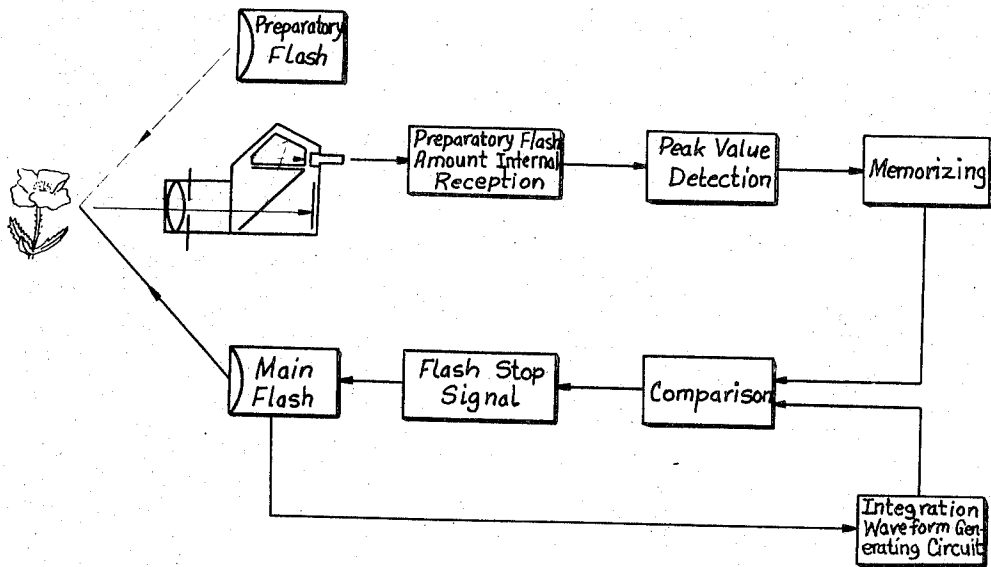 Preparatory
Flash
Preparatory Flash
Amount Internal
Reception
Peak Value
Detection
Memorizing
Main
Flash
Flash Stop
Signal
Comparison
Integration
Waveform Gen-
erating Circuit